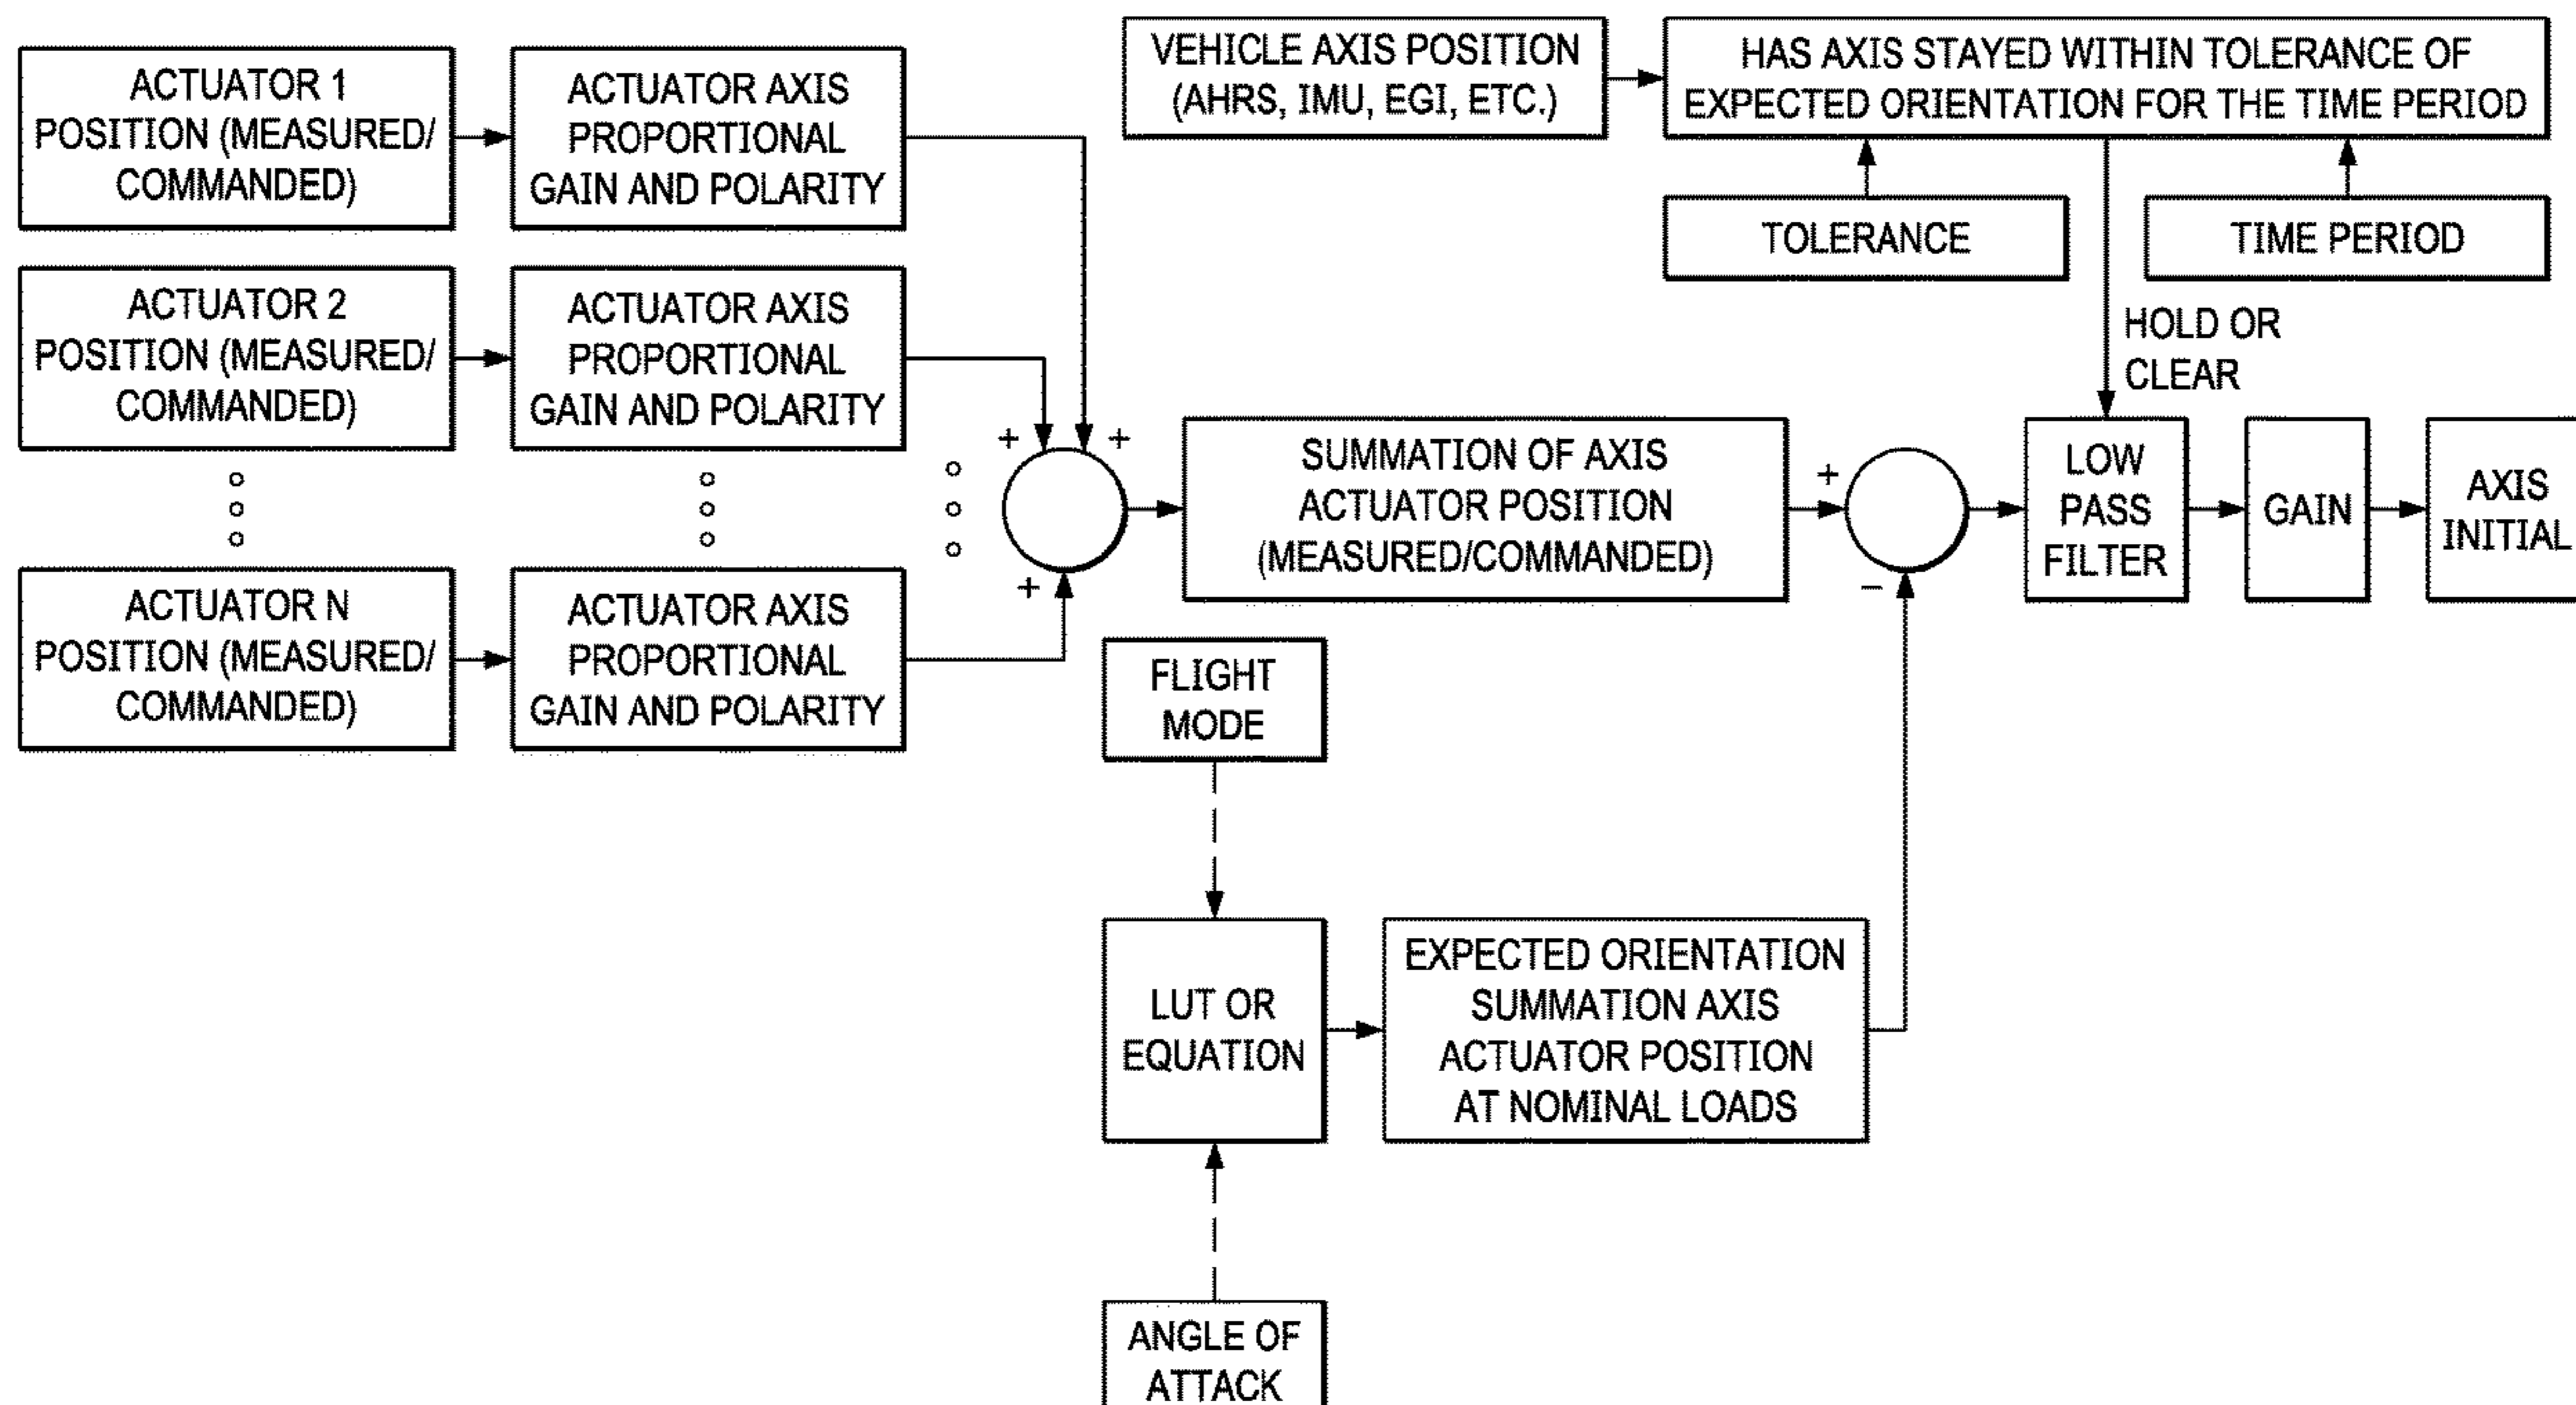 ACTUATOR 1
POSITION (MEASURED/
COMMANDED)
ACTUATOR AXIS
PROPORTIONAL
GAIN AND POLARITY
VEHICLE AXIS POSITION
(AHRS, IMU, EGI, ETC.)
HAS AXIS STAYED WITHIN TOLERANCE OF
EXPECTED ORIENTATION FOR THE TIME PERIOD
TOLERANCE
TIME PERIOD
ACTUATOR 2
POSITION (MEASURED/
COMMANDED)
ACTUATOR AXIS
PROPORTIONAL
GAIN AND POLARITY
HOLD OR
CLEAR
+
+
+
SUMMATION OF AXIS
ACTUATOR POSITION
(MEASURED/COMMANDED)
+
−
LOW
PASS
FILTER
GAIN
AXIS
INITIAL
ACTUATOR N
POSITION (MEASURED/
COMMANDED)
ACTUATOR AXIS
PROPORTIONAL
GAIN AND POLARITY
FLIGHT
MODE
LUT OR
EQUATION
EXPECTED ORIENTATION
SUMMATION AXIS
ACTUATOR POSITION
AT NOMINAL LOADS
ANGLE OF
ATTACK